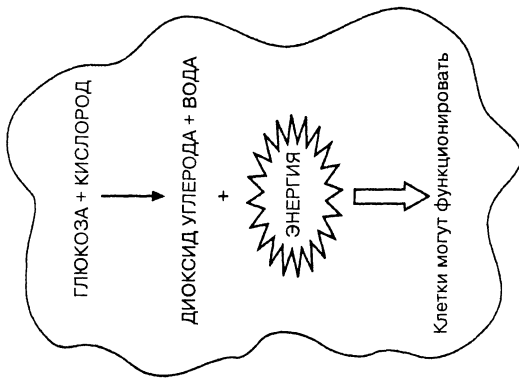 ГЛЮКОЗА + КИСЛОРОД
ДИОКСИД УГЛЕРОДА + ВОДА
+
ЭНЕРГИЯ
Клетки могут функционировать